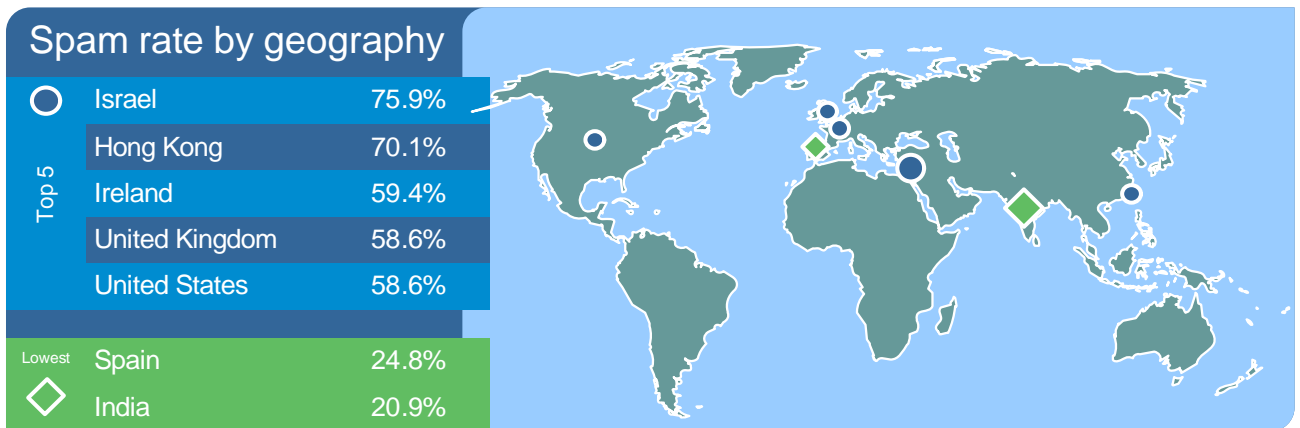 Spam rate by geography
Top 5
Israel 75.9%
Hong Kong 70.1%
Ireland 59.4%
United Kingdom 58.6%
United States 58.6%
Lowest
Spain 24.8%
India 20.9%